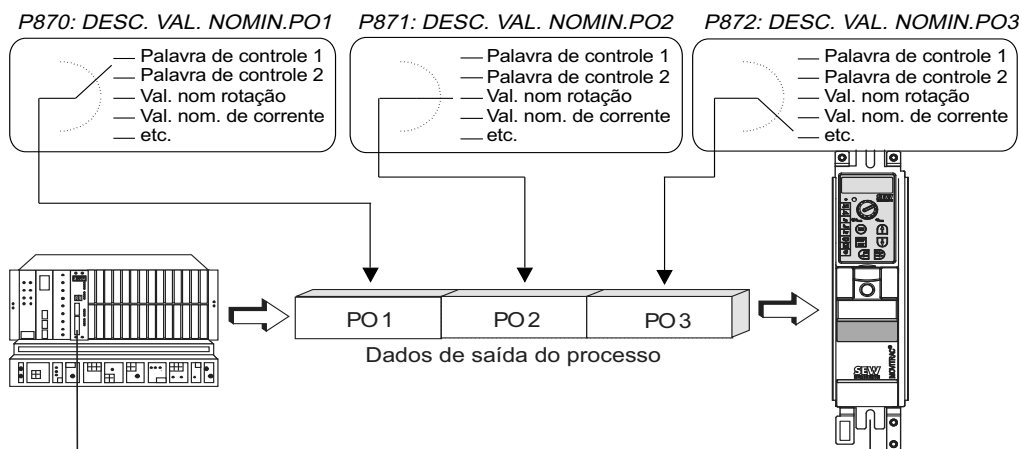 P870: DESC. VAL. NOMIN.PO1
Palavra de controle 1
Palavra de controle 2
Val. nom rotação
Val. nom. de corrente
etc.
P871: DESC. VAL. NOMIN.PO2
Palavra de controle 1
Palavra de controle 2
Val. nom rotação
Val. nom. de corrente
etc.
P872: DESC. VAL. NOMIN.PO3
Palavra de controle 1
Palavra de controle 2
Val. nom rotação
Val. nom. de corrente
etc.
PO1
PO2
PO3
Dados de saída do processo
SEW
MOVITRAC®